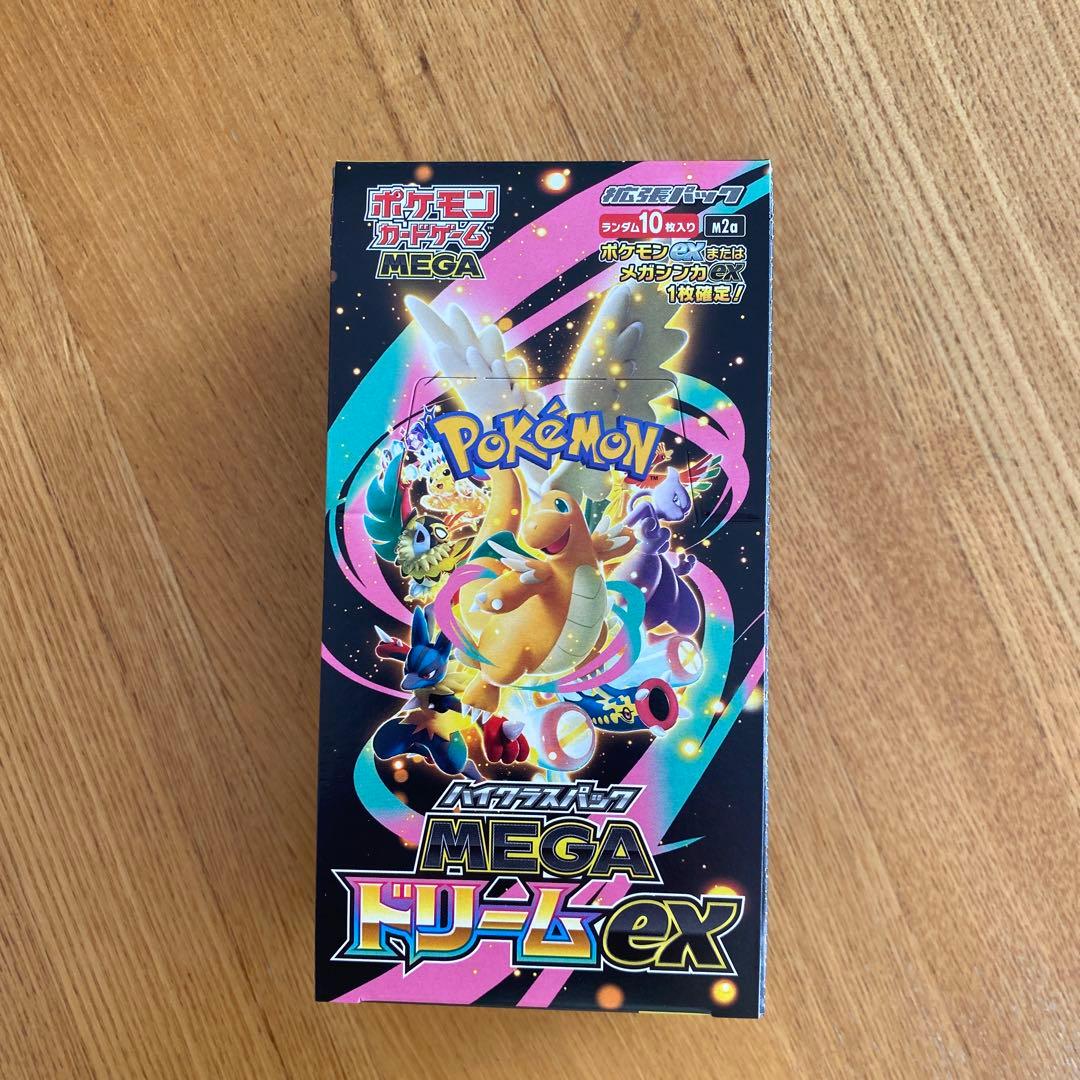 ポケモン
カードゲーム
MEGA
拡張パック
ランダム10枚入り M2a
ポケモンexまたは
メガシンカex
1枚確定!
POKéMON
ハイクラスパック
MEGA
ドリームex